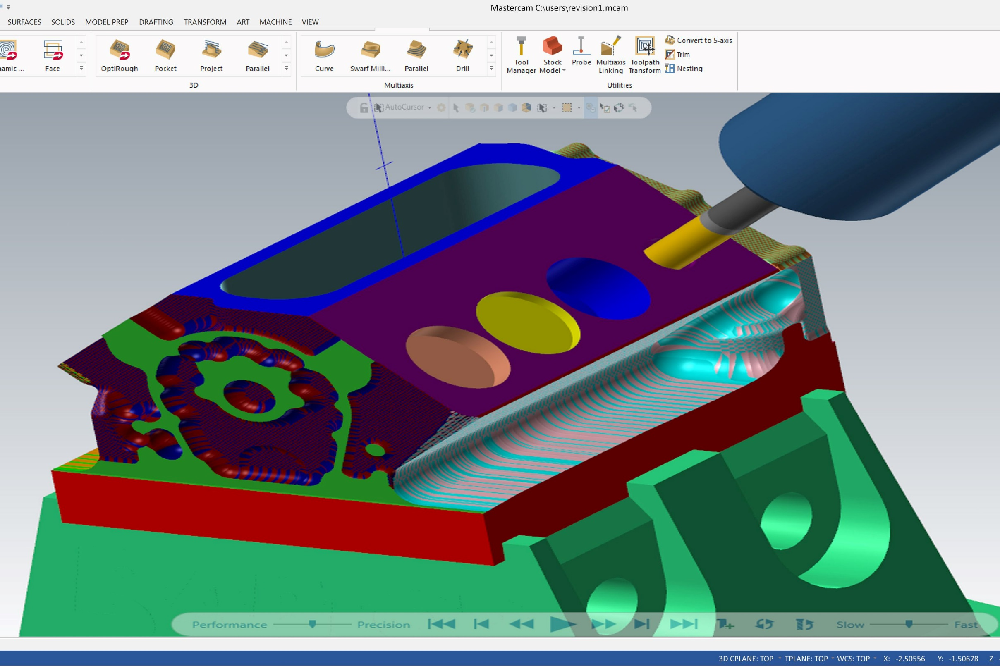 Mastercam C:\users\revision1.mcam
SURFACES SOLIDS MODEL PREP DRAFTING TRANSFORM ART MACHINE VIEW
namic ... Face OptiRough Pocket Project Parallel Curve Swarf Milli... Parallel Drill
Tool Manager
Stock Model
Probe
Multiaxis Linking
Toolpath Transform
Convert to 5-axis
Trim
Nesting
3D Multiaxis Utilities
AutoCursor
Performance Precision Slow Fast
3D CPLANE: TOP TPLANE: TOP WCS: TOP X: -2.50556 Y: -1.50678 Z